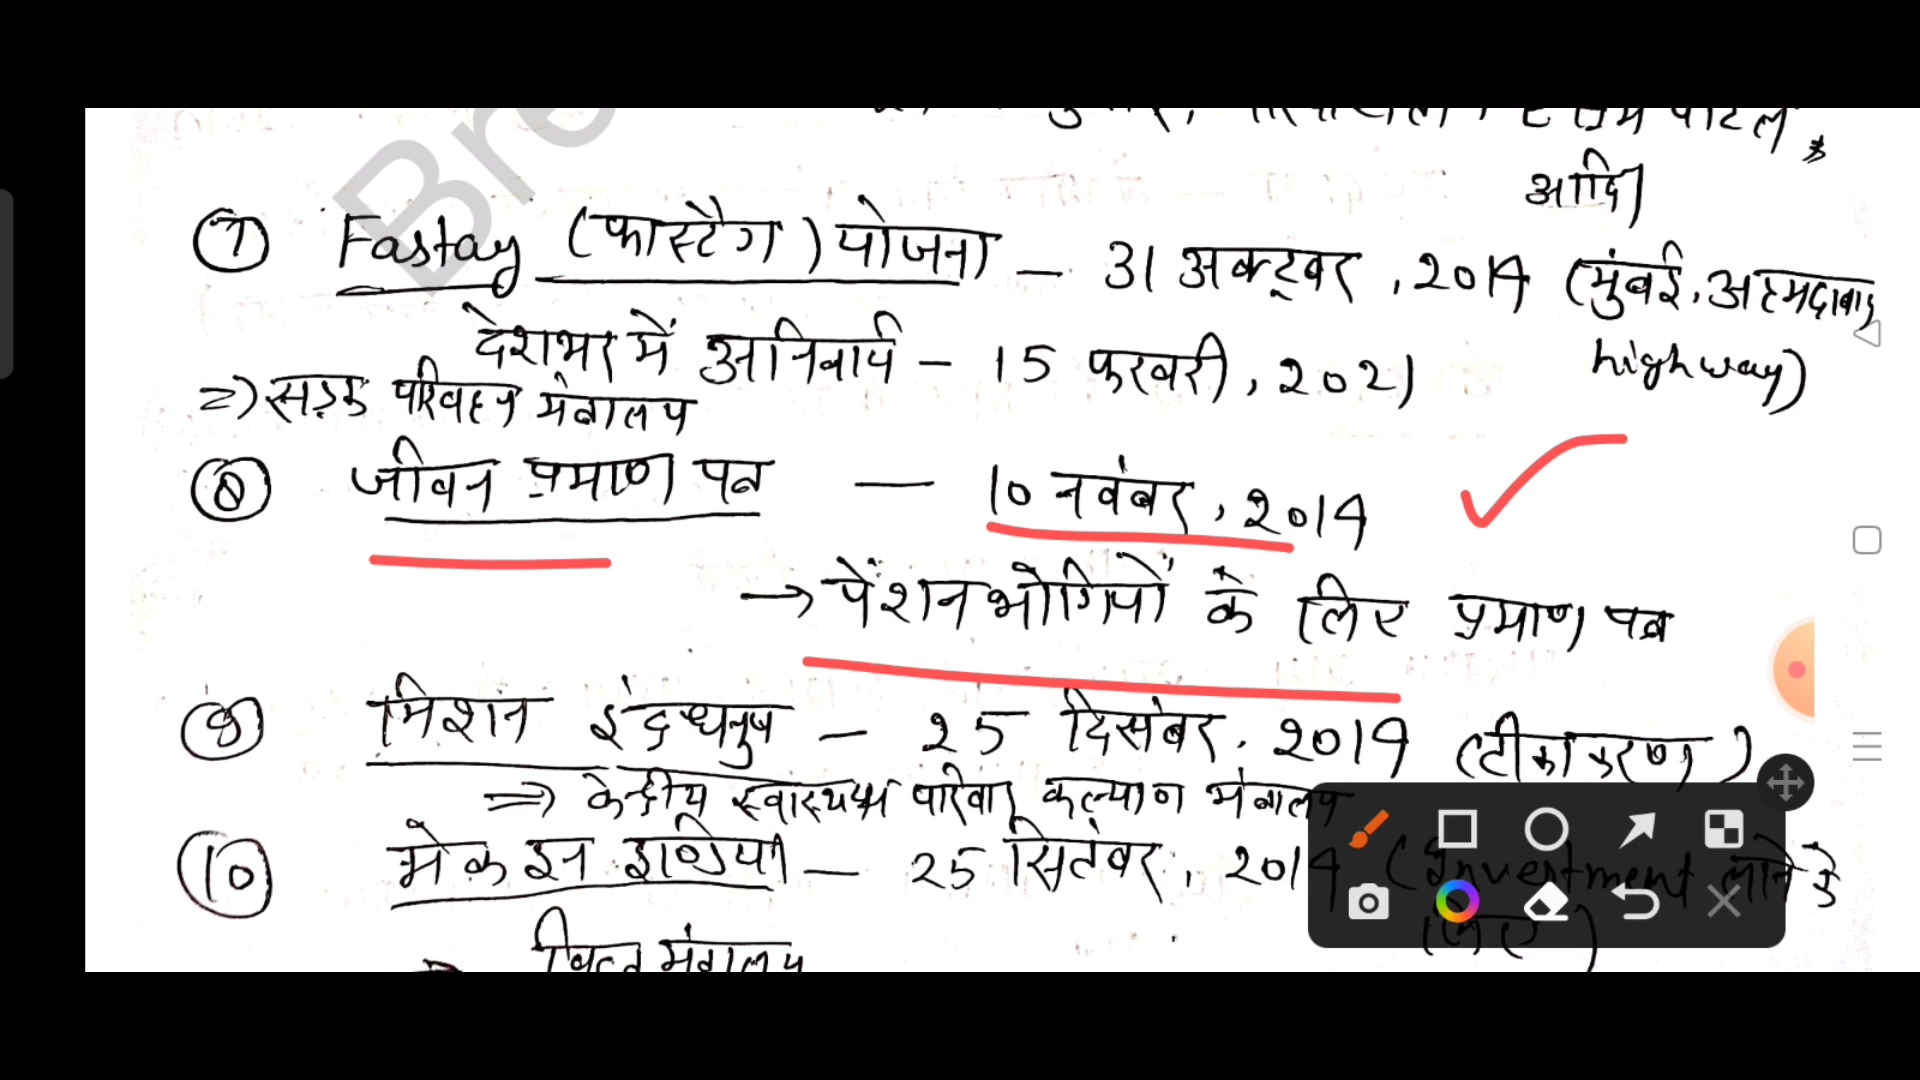 Bre
आदि)
⑦ Fastag (फास्टैग) योजना — 31 अक्टूबर, 2014 (मुंबई, अहमदाबाद
देशभर में अनिवार्य - 15 फरवरी, 2021 highway)
=> सड़क परिवहन मंत्रालय
⑧ जीवन प्रमाण पत्र — 10 नवंबर, 2014
→ पेंशनभोगियों के लिए प्रमाण पत्र
⑨ मिशन इंद्रधनुष — 25 दिसंबर, 2014 (टीकाकरण)
=> केन्द्रीय स्वास्थ्य परिवार कल्याण मंत्रालय
⑩ मेक इन इण्डिया — 25 सितंबर, 2014 (Investment लाने के
लिए)
वित्त मंत्रालय